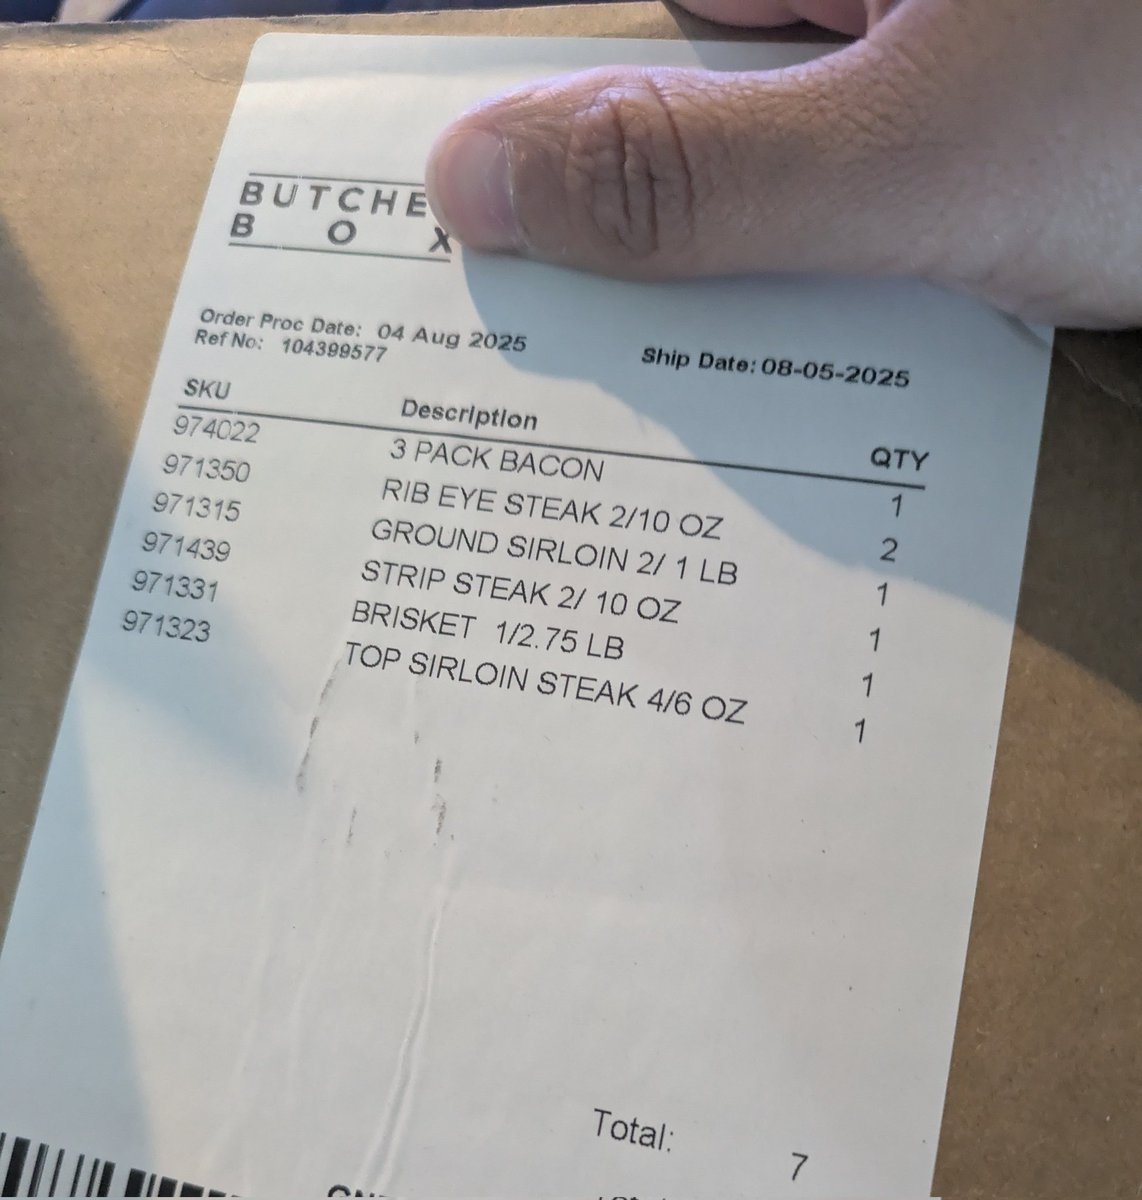 BUTCHE
BOX
Order Proc Date: 04 Aug 2025
Ref No: 104399577
Ship Date: 08-05-2025
SKU Description QTY
974022 3 PACK BACON 1
971350 RIB EYE STEAK 2/10 OZ 2
971315 GROUND SIRLOIN 2/ 1 LB 1
971439 STRIP STEAK 2/ 10 OZ 1
971331 BRISKET 1/2.75 LB 1
971323 TOP SIRLOIN STEAK 4/6 OZ 1
Total: 7